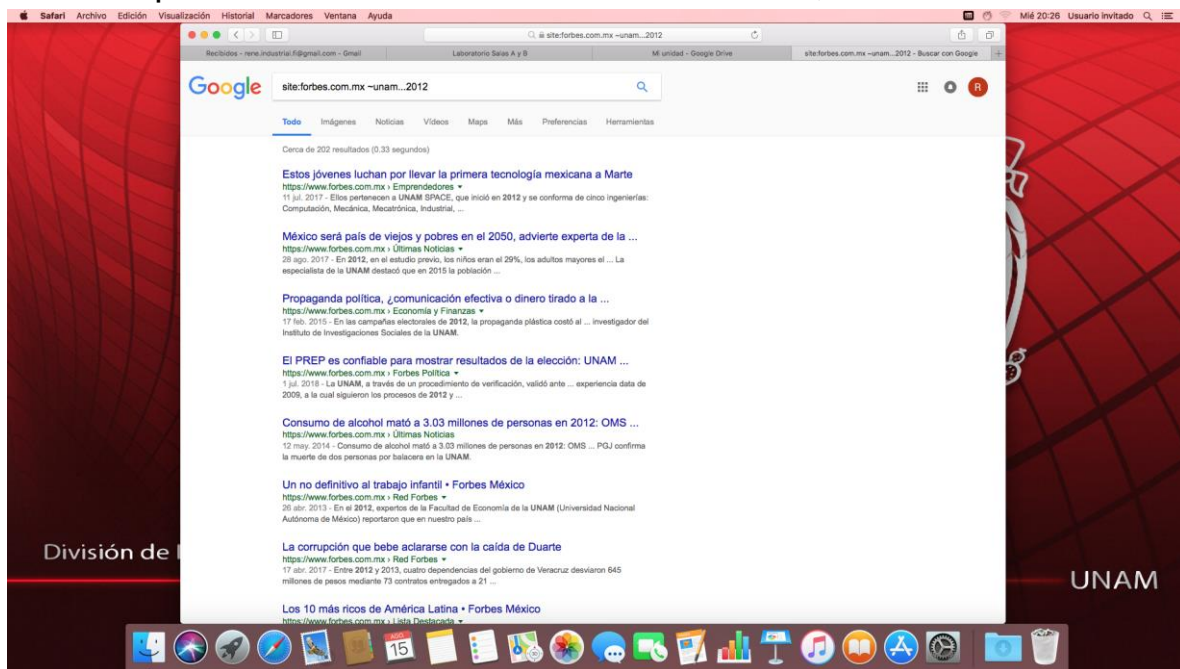 Safari Archivo Edición Visualización Historial Marcadores Ventana Ayuda
Mié 20:26 Usuario invitado
site:forbes.com.mx ~unam...2012
Recibidos - rene.industrial.fi@gmail.com - Gmail
Laboratorio Salas A y B
Mi unidad - Google Drive
site:forbes.com.mx ~unam...2012 - Buscar con Google
Google
site:forbes.com.mx ~unam...2012
R
Todo Imágenes Noticias Vídeos Maps Más Preferencias Herramientas
Cerca de 202 resultados (0.33 segundos)
Estos jóvenes luchan por llevar la primera tecnología mexicana a Marte
https://www.forbes.com.mx › Emprendedores
11 jul. 2017 - Ellos pertenecen a UNAM SPACE, que inició en 2012 y se conforma de cinco ingenierías:
Computación, Mecánica, Mecatrónica, Industrial, ...
México será país de viejos y pobres en el 2050, advierte experta de la ...
https://www.forbes.com.mx › Últimas Noticias
28 ago. 2017 - En 2012, en el estudio previo, los niños eran el 29%, los adultos mayores el ... La
especialista de la UNAM destacó que en 2015 la población ...
Propaganda política, ¿comunicación efectiva o dinero tirado a la ...
https://www.forbes.com.mx › Economía y Finanzas
17 feb. 2015 - En las campañas electorales de 2012, la propaganda plástica costó al ... investigador del
Instituto de Investigaciones Sociales de la UNAM.
El PREP es confiable para mostrar resultados de la elección: UNAM ...
https://www.forbes.com.mx › Forbes Política
1 jul. 2018 - La UNAM, a través de un procedimiento de verificación, validó ante ... experiencia data de
2009, a la cual siguieron los procesos de 2012 y ...
Consumo de alcohol mató a 3.03 millones de personas en 2012: OMS ...
https://www.forbes.com.mx › Últimas Noticias
12 may. 2014 - Consumo de alcohol mató a 3.03 millones de personas en 2012: OMS ... PGJ confirma
la muerte de dos personas por balacera en la UNAM.
Un no definitivo al trabajo infantil • Forbes México
https://www.forbes.com.mx › Red Forbes
26 abr. 2013 - En el 2012, expertos de la Facultad de Economía de la UNAM (Universidad Nacional
Autónoma de México) reportaron que en nuestro país ...
La corrupción que bebe aclararse con la caída de Duarte
https://www.forbes.com.mx › Red Forbes
17 abr. 2017 - Entre 2012 y 2013, cuatro dependencias del gobierno de Veracruz desviaron 645
millones de pesos mediante 73 contratos entregados a 21 ...
Los 10 más ricos de América Latina • Forbes México
https://www.forbes.com.mx › Lista Destacada
División de
UNAM
AGO
15